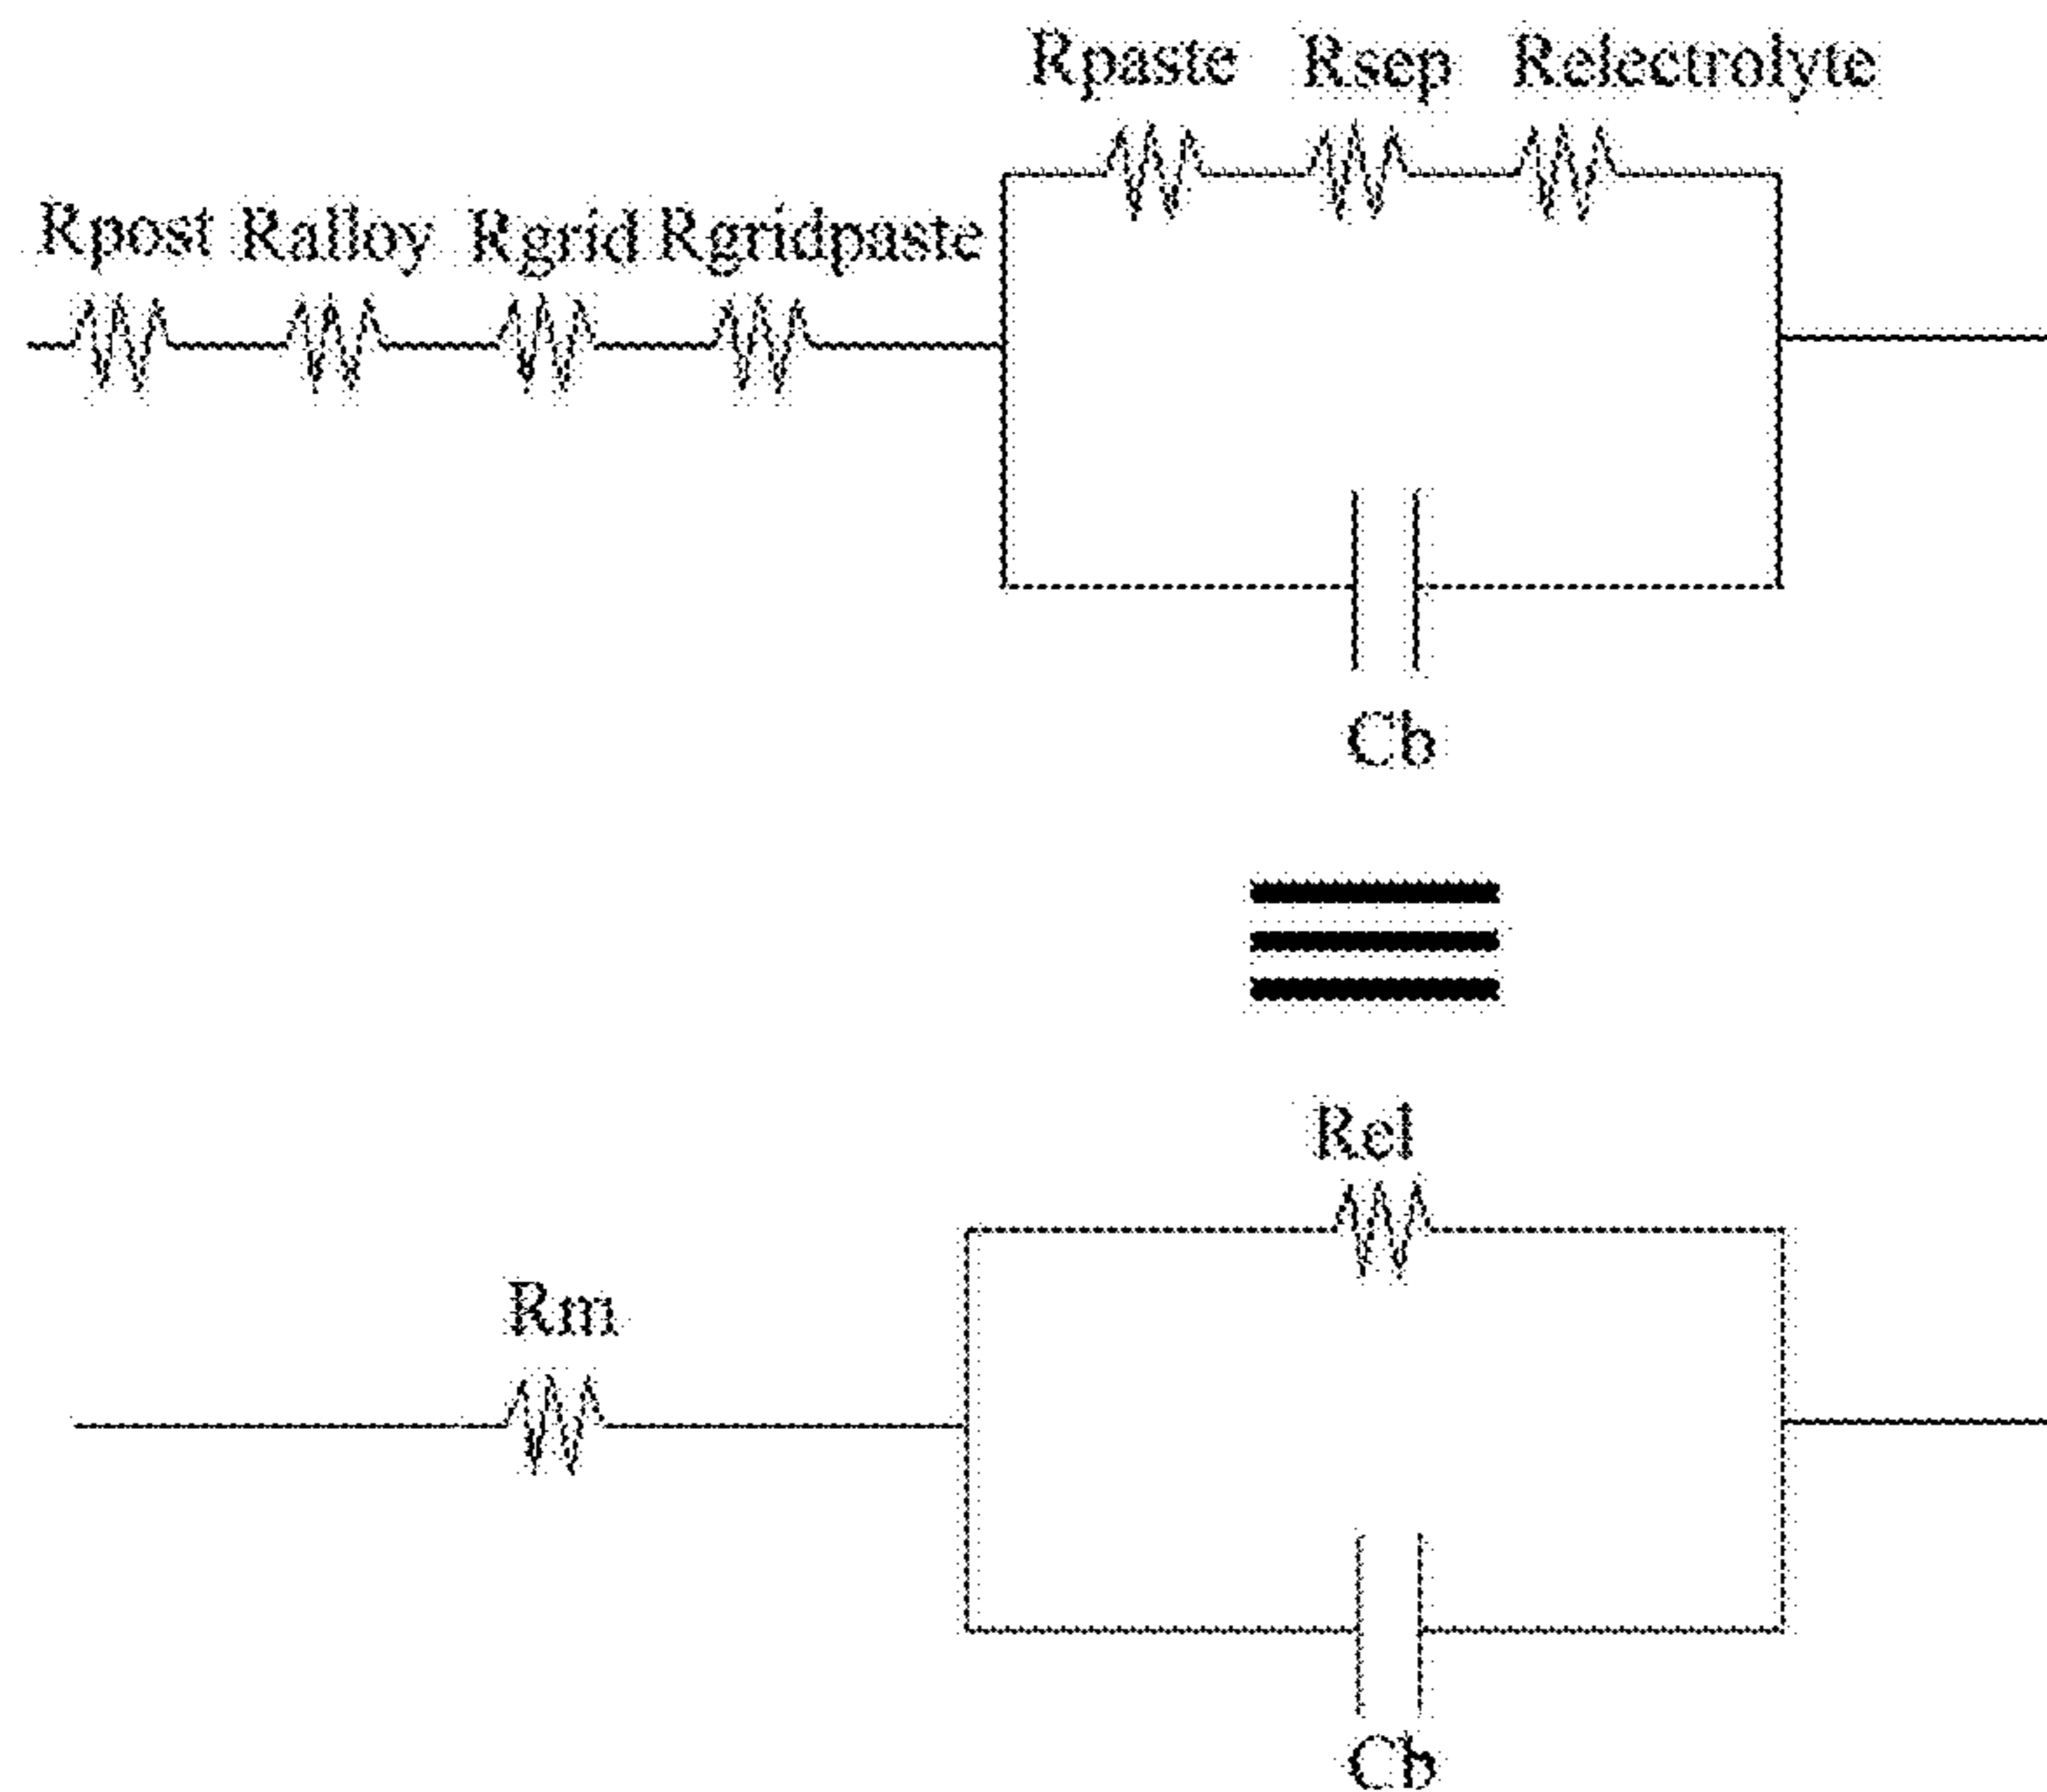 Rpaste Rsep Relectrolyte
Rpost Ralloy Rgrid Rgridpaste
Cb
Rel
Rm
Cb